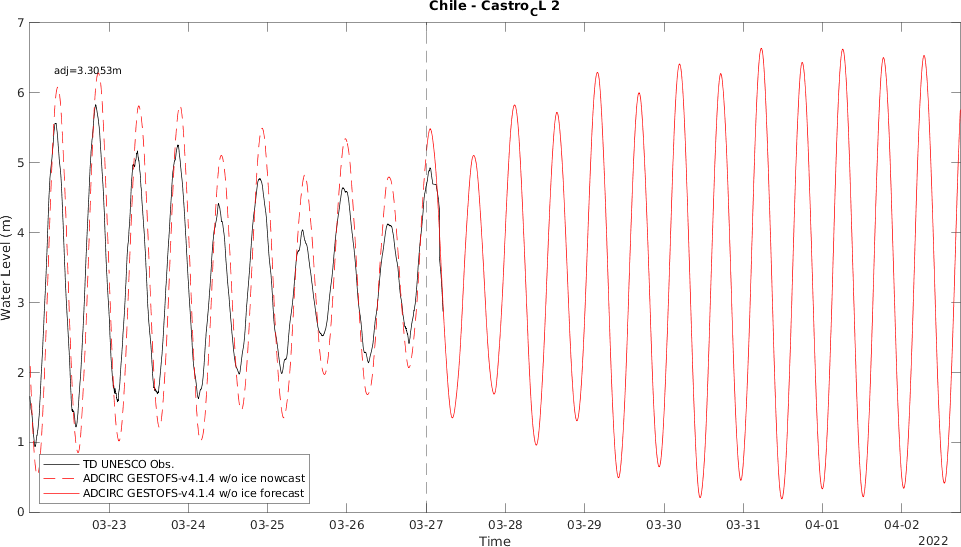 Chile - Castro_CL 2
7
adj=3.3053m
6
5
4
3
2
1
0
Water Level (m)
TD UNESCO Obs.
ADCIRC GESTOFS-v4.1.4 w/o ice nowcast
ADCIRC GESTOFS-v4.1.4 w/o ice forecast
03-23 03-24 03-25 03-26 03-27 03-28 03-29 03-30 03-31 04-01 04-02
Time
2022